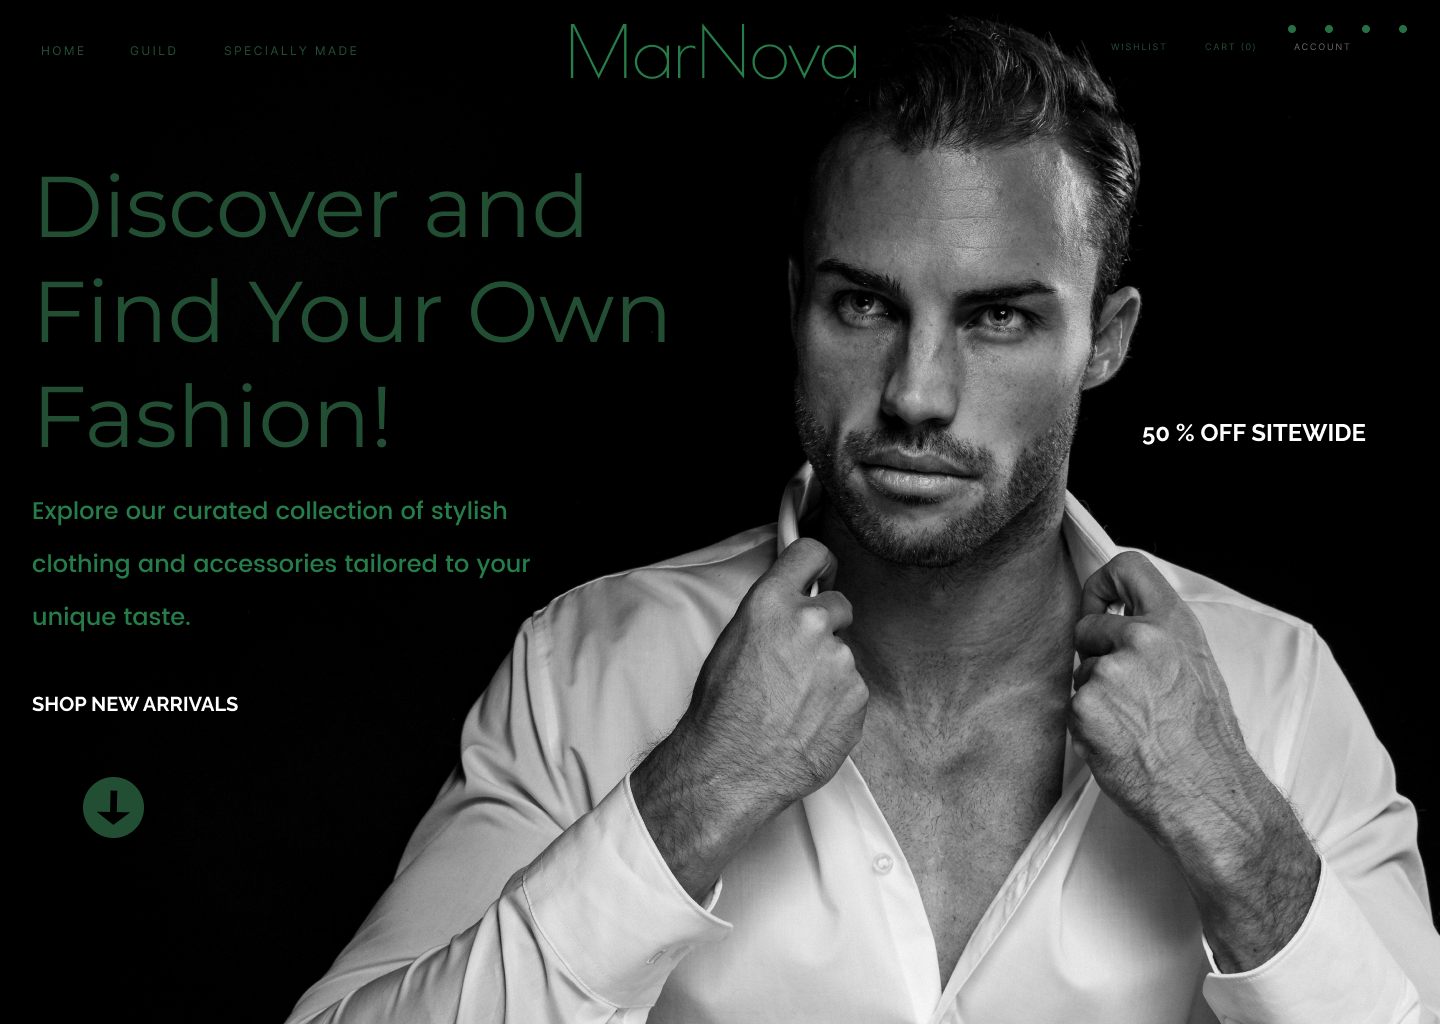 HOME GUILD SPECIALLY MADE
MarNova
WISHLIST CART (0) ACCOUNT
Discover and
Find Your Own
Fashion!
50 % OFF SITEWIDE
Explore our curated collection of stylish
clothing and accessories tailored to your
unique taste.
SHOP NEW ARRIVALS